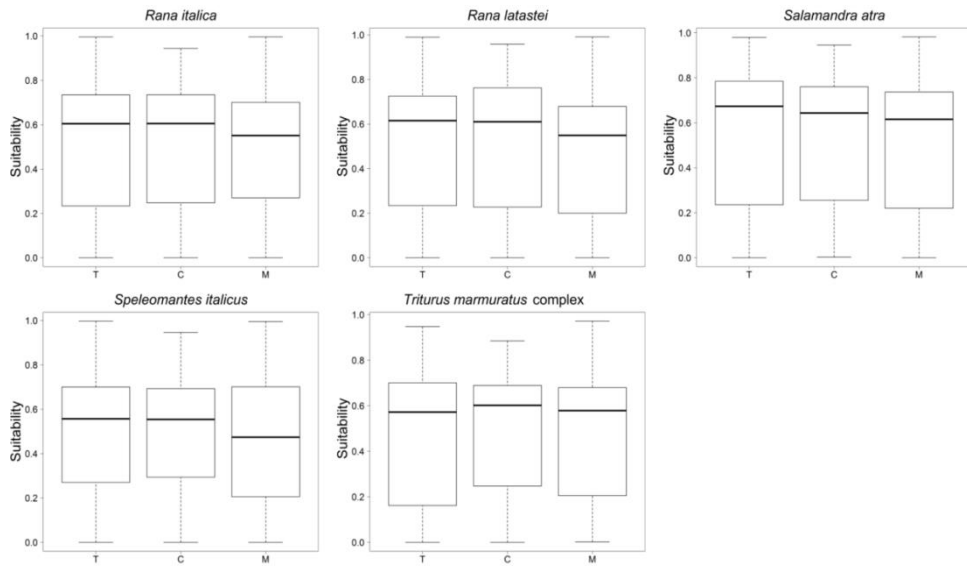 Rana italica
Suitability
1.0
0.8
0.6
0.4
0.2
0.0
T C M
Rana latastei
Suitability
1.0
0.8
0.6
0.4
0.2
0.0
T C M
Salamandra atra
Suitability
1.0
0.8
0.6
0.4
0.2
0.0
T C M
Speleomantes italicus
Suitability
1.0
0.8
0.6
0.4
0.2
0.0
T C M
Triturus marmuratus complex
Suitability
1.0
0.8
0.6
0.4
0.2
0.0
T C M